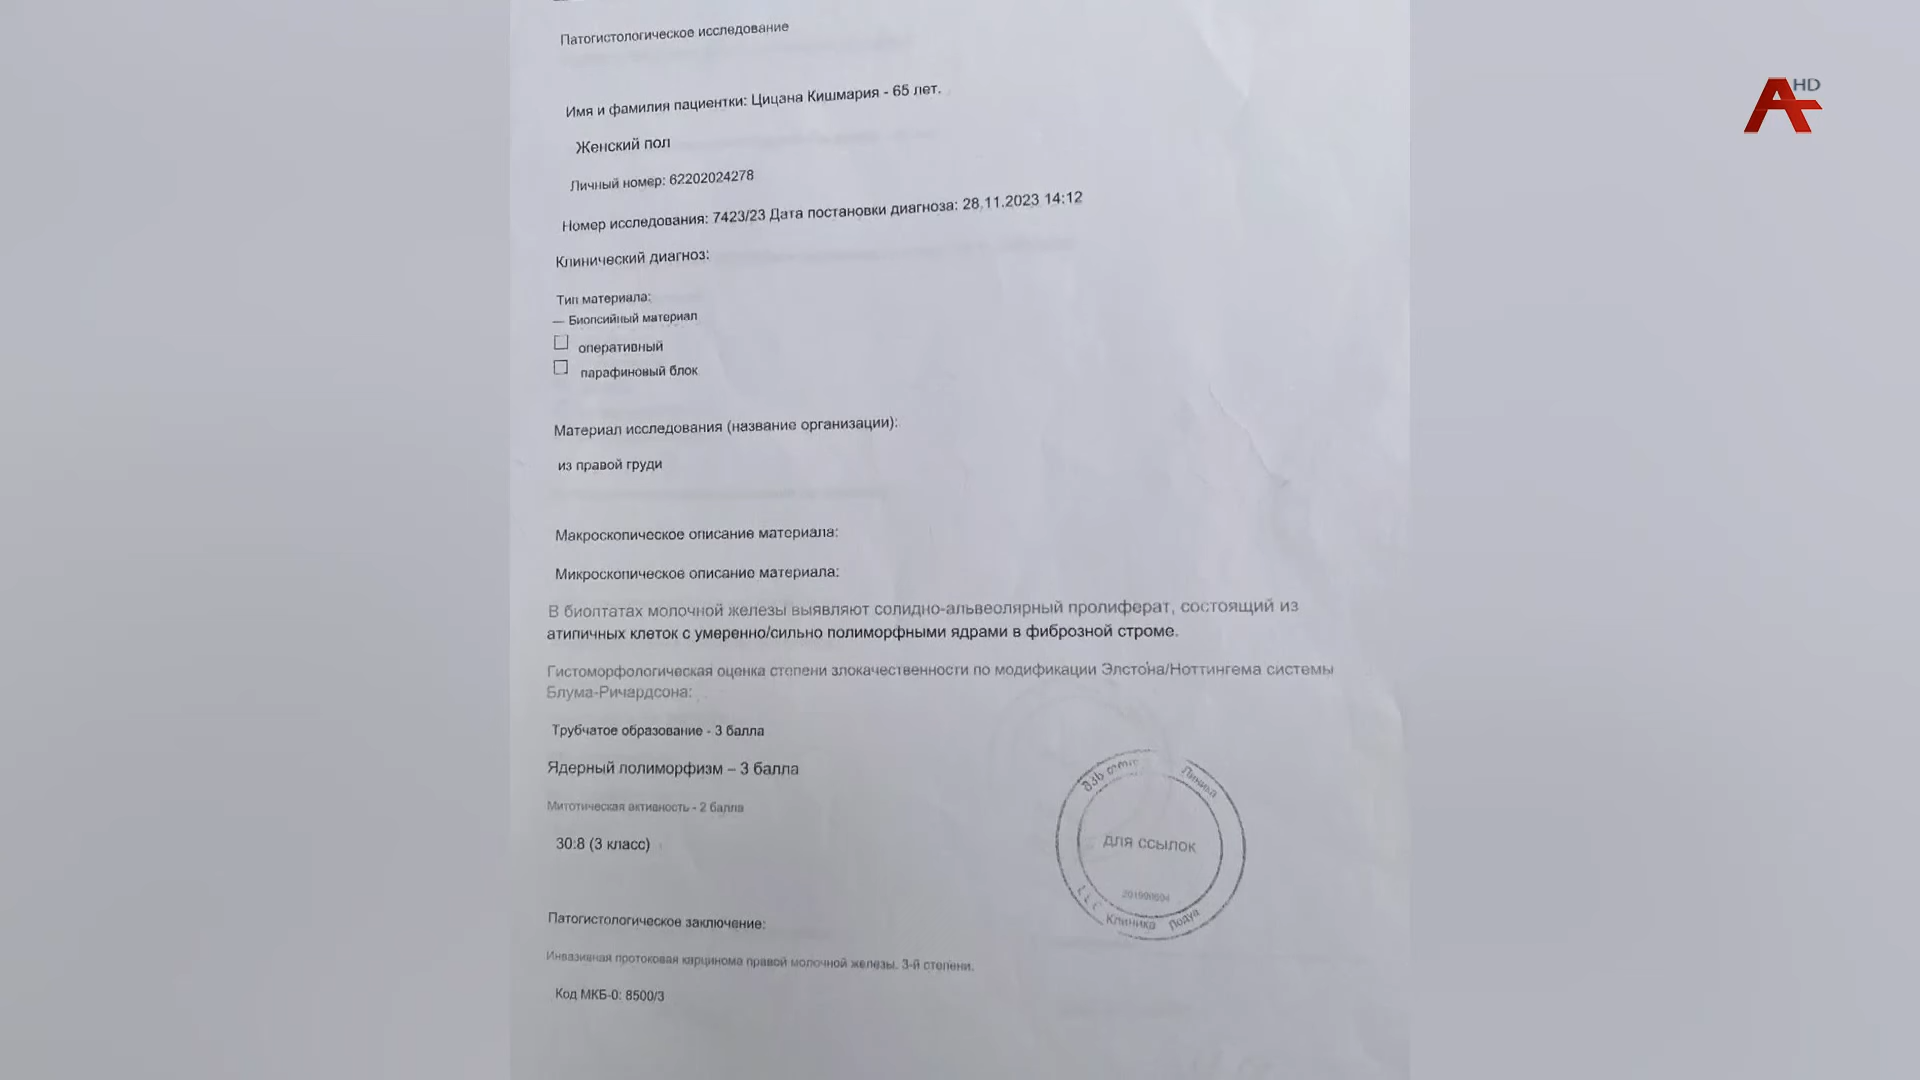 Патогистологическое исследование
HD
Имя и фамилия пациентки: Цицана Кишмария - 65 лет.
Женский пол
Личный номер: 62202024278
Номер исследования: 7423/23 Дата постановки диагноза: 28.11.2023 14:12
Клинический диагноз:
Тип материала:
— Биопсийный материал
оперативный
парафиновый блок
Материал исследования (название организации):
из правой груди
Макроскопическое описание материала:
Микроскопическое описание материала:
В биоптатах молочной железы выявляют солидно-альвеолярный пролиферат, состоящий из
атипичных клеток с умеренно/сильно полиморфными ядрами в фиброзной строме.
Гистоморфологическая оценка степени злокачественности по модификации Элстона/Ноттингема системы
Блума-Ричардсона:
Трубчатое образование - 3 балла
Ядерный полиморфизм – 3 балла
Митотическая активность - 2 балла
30:8 (3 класс)
для ссылок
LLC Клиника
Патогистологическое заключение:
Инвазивная протоковая карцинома правой молочной железы. 3-й степени.
Код МКБ-0: 8500/3